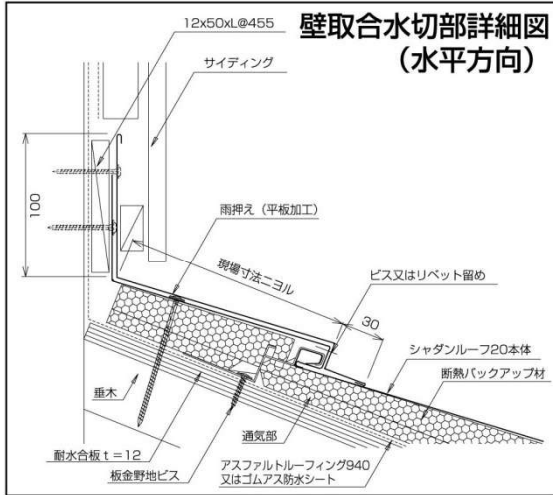 壁取合水切部詳細図
（水平方向）
12x50xL@455
サイディング
100
雨押え（平板加工）
現場寸法ニヨル
ビス又はリベット留め
30
シャダンルーフ20本体
断熱バックアップ材
垂木
通気部
耐水合板ｔ＝12
板金野地ビス
アスファルトルーフィング940
又はゴムアス防水シート